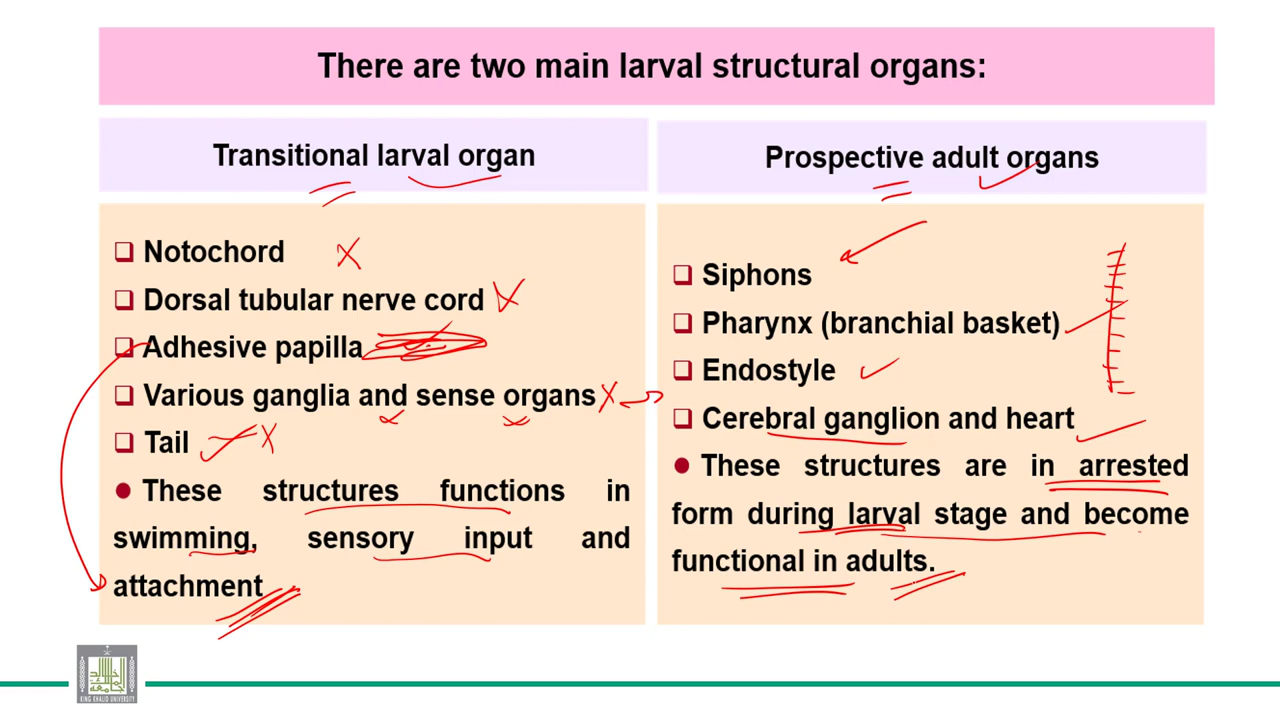 There are two main larval structural organs:
Transitional larval organ
Notochord
Dorsal tubular nerve cord
Adhesive papilla
Various ganglia and sense organs
Tail
These structures functions in
swimming, sensory input and
attachment
Prospective adult organs
Siphons
Pharynx (branchial basket)
Endostyle
Cerebral ganglion and heart
These structures are in arrested
form during larval stage and become
functional in adults.
KING KHALID UNIVERSITY